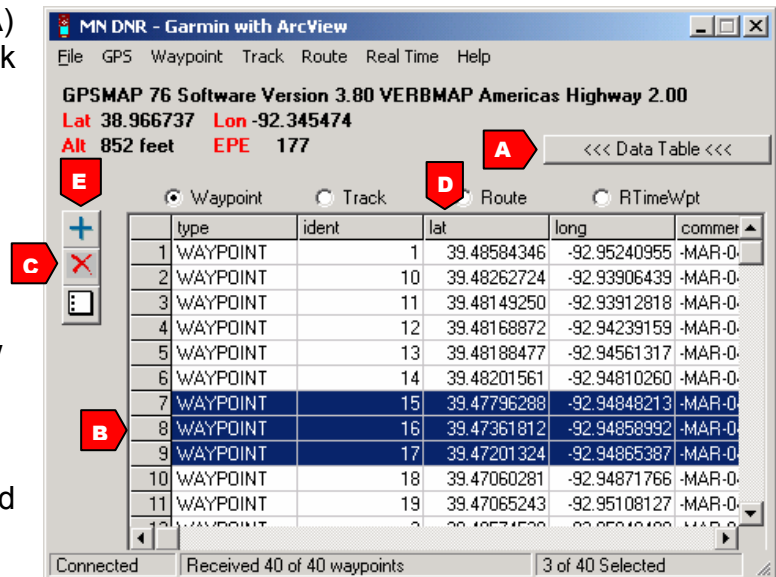 A)
k
y
d
MN DNR - Garmin with ArcView
File GPS Waypoint Track Route Real Time Help
GPSMAP 76 Software Version 3.80 VERBMAP Americas Highway 2.00
Lat 38.966737 Lon -92.345474
Alt 852 feet EPE 177
A <<< Data Table <<<
E D
Waypoint Track Route RTimeWpt
type ident lat long commer
1 WAYPOINT 1 39.48584346 -92.95240955 -MAR-0
C
2 WAYPOINT 10 39.48262724 -92.93906439 -MAR-0
3 WAYPOINT 11 39.48149250 -92.93912818 -MAR-0
4 WAYPOINT 12 39.48168872 -92.94239159 -MAR-0
5 WAYPOINT 13 39.48188477 -92.94561317 -MAR-0
6 WAYPOINT 14 39.48201561 -92.94810260 -MAR-0
7 WAYPOINT 15 39.47796288 -92.94848213 -MAR-0
B 8 WAYPOINT 16 39.47361812 -92.94858992 -MAR-0
9 WAYPOINT 17 39.47201324 -92.94865387 -MAR-0
10 WAYPOINT 18 39.47060281 -92.94871766 -MAR-0
11 WAYPOINT 19 39.47065243 -92.95108127 -MAR-0
Connected Received 40 of 40 waypoints 3 of 40 Selected